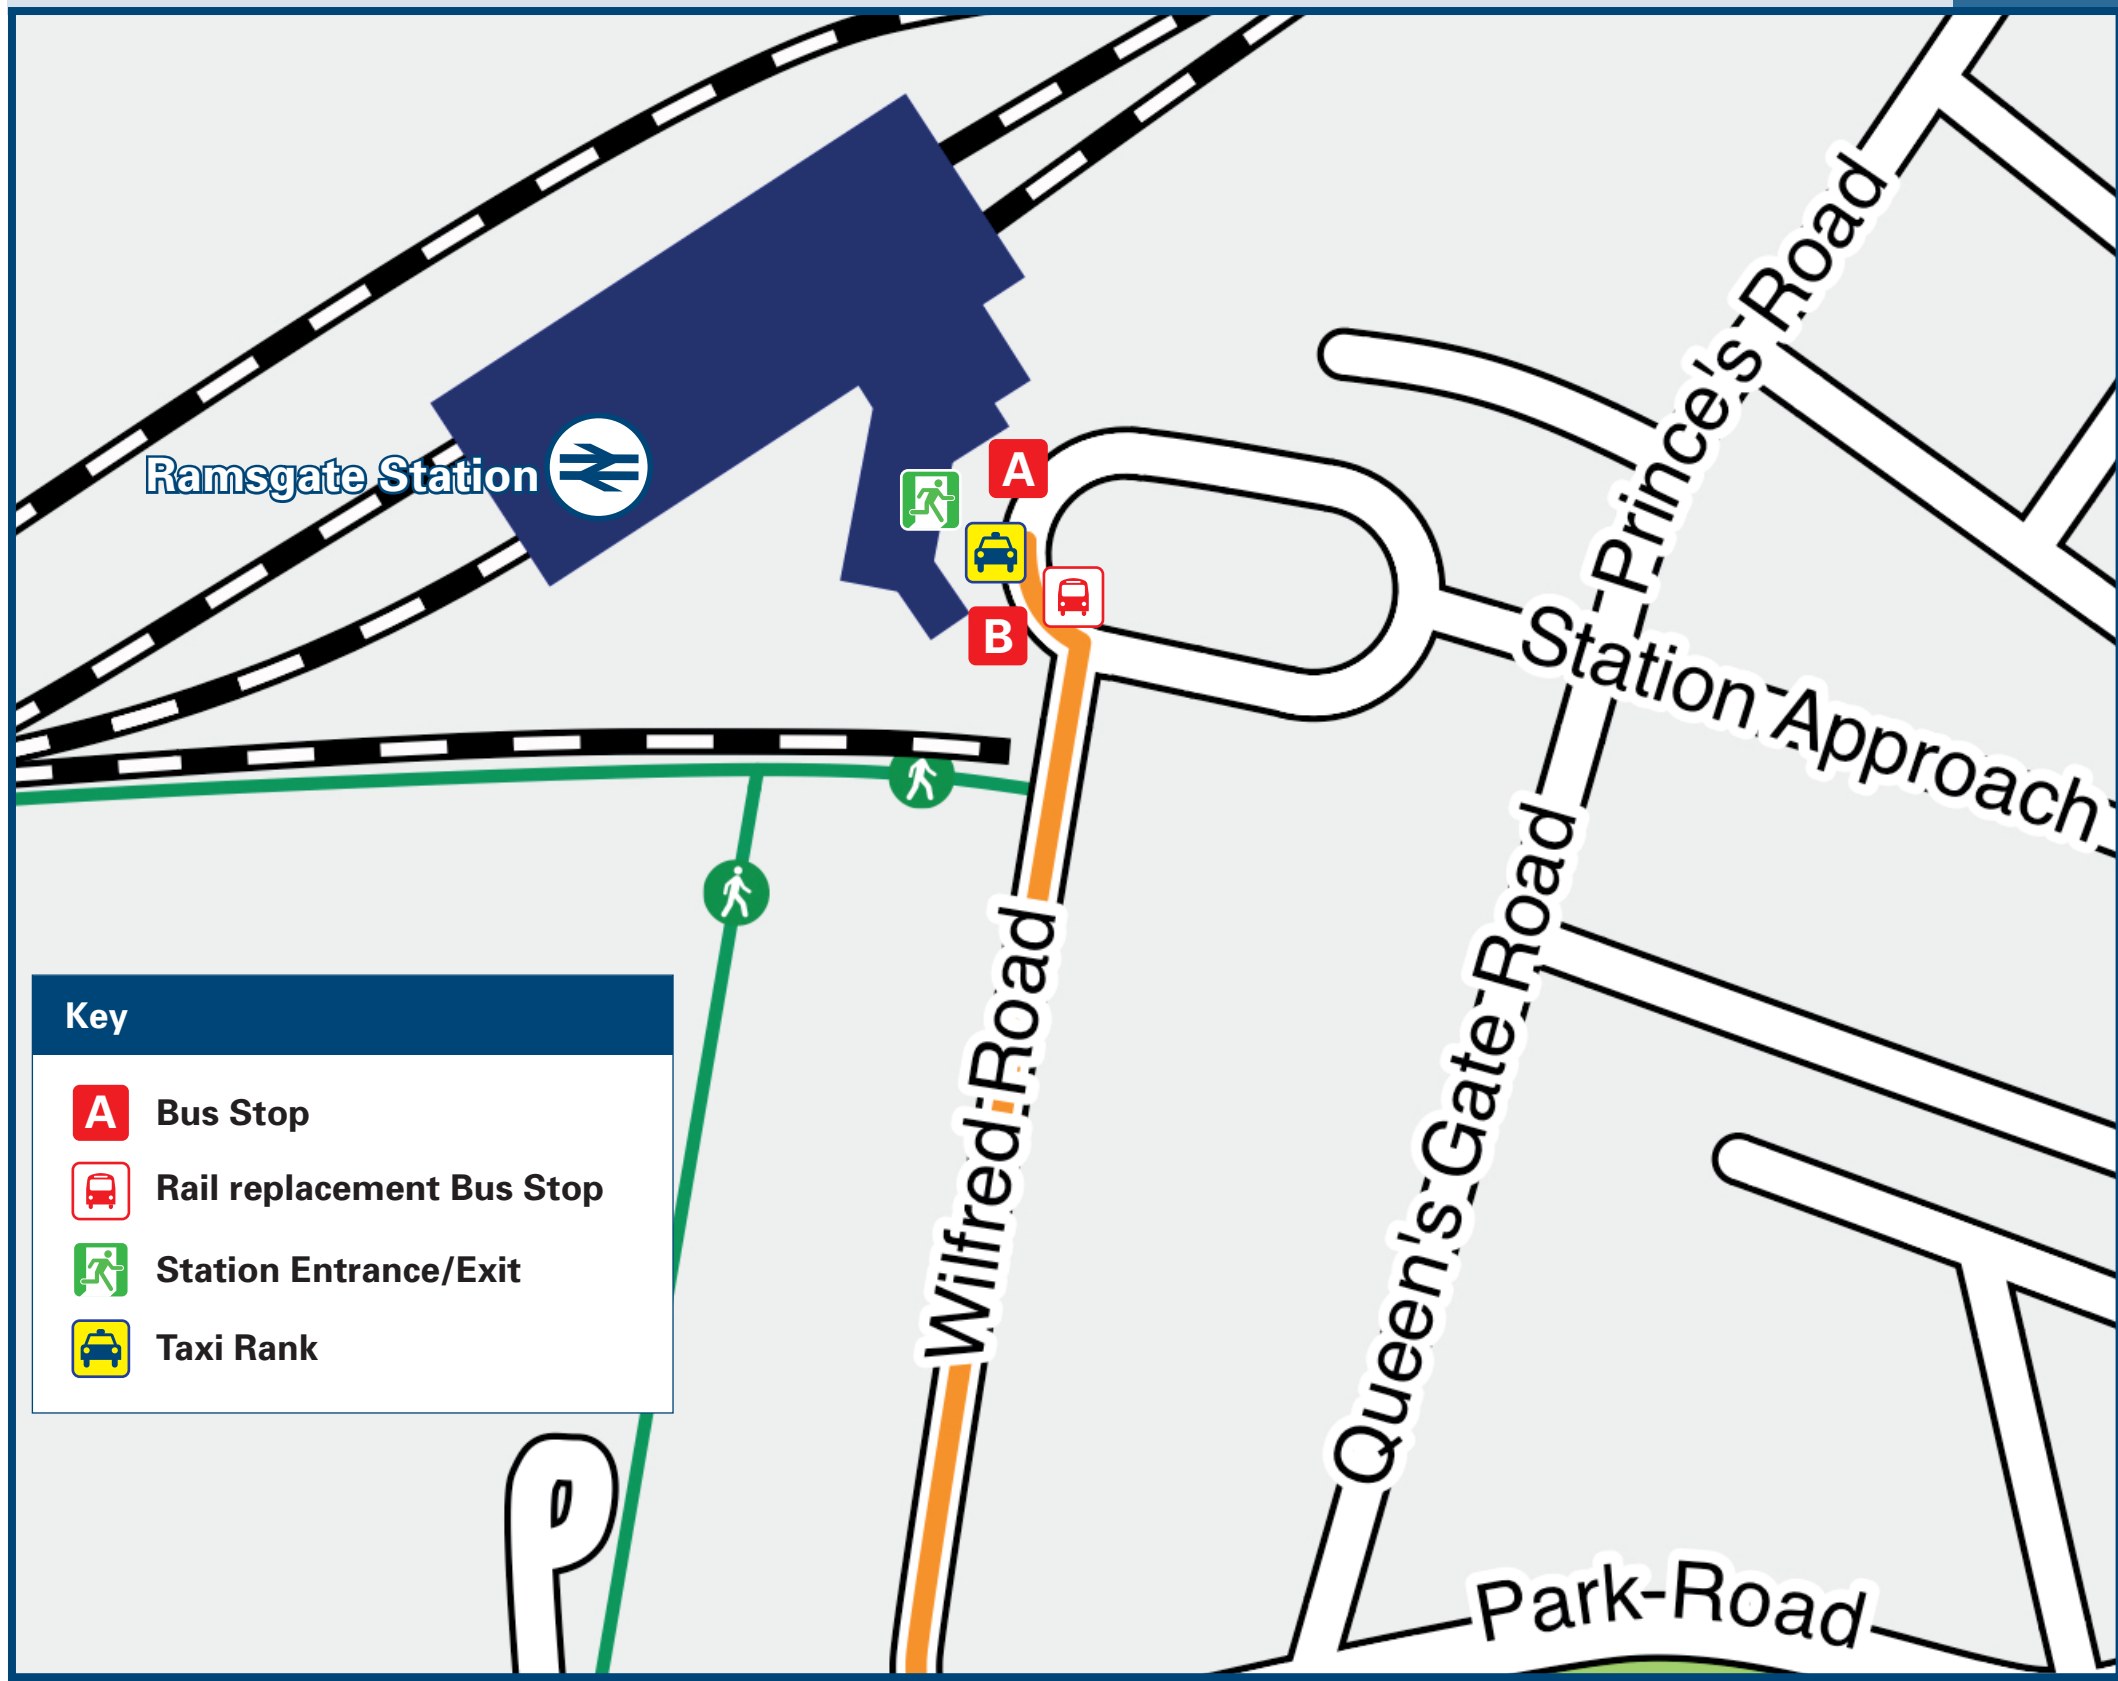 Prince's Road
Ramsgate Station
A
B
Station Approach
Wilfred Road
Queen's Gate Road
Key
A Bus Stop
Rail replacement Bus Stop
Station Entrance/Exit
Taxi Rank
Park Road